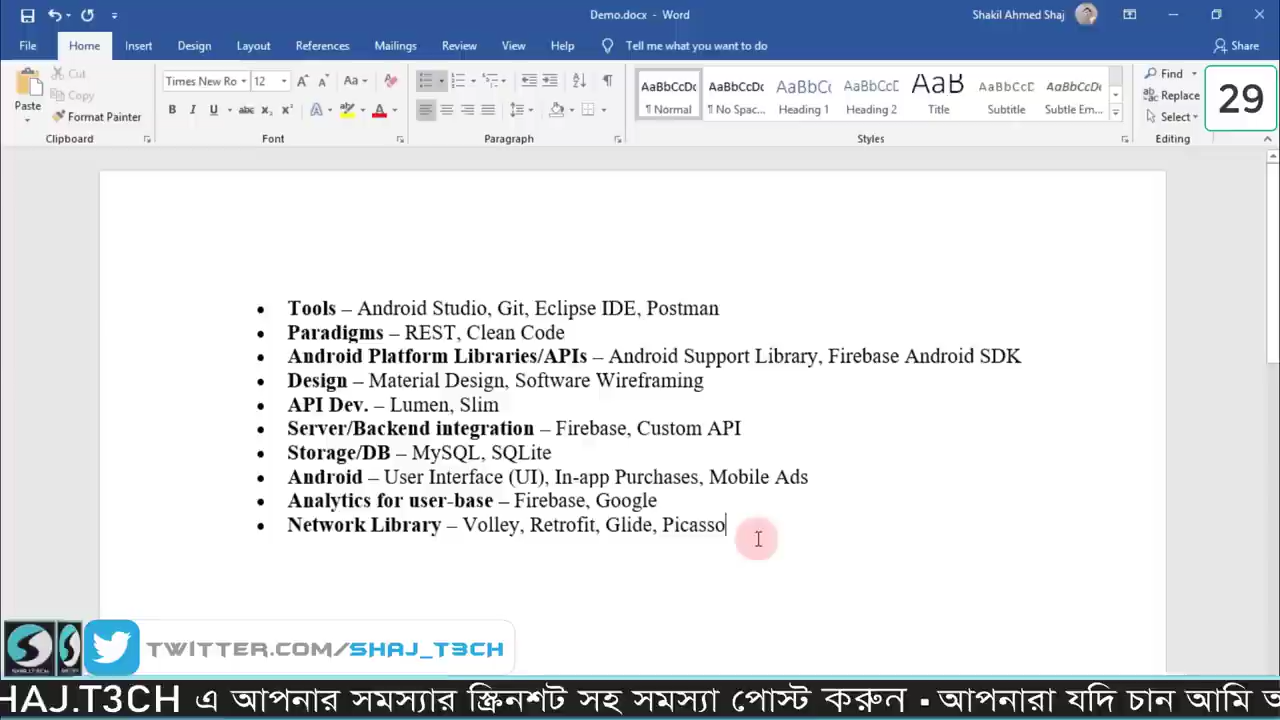 Demo.docx - Word
Shakil Ahmed Shaj
File Home Insert Design Layout References Mailings Review View Help Tell me what you want to do Share
Paste
Cut
Copy
Format Painter
Clipboard
Times New Ro 12 Aa
B I U abc x₂ x² A A
Font
Paragraph
AaBbCcDc AaBbCcDc AaBbCc AaBbCcD AaB AaBbCcD AaBbCcDc
¶ Normal ¶ No Spac... Heading 1 Heading 2 Title Subtitle Subtle Em...
Styles
Find
Replace
Select
Editing
29
• Tools – Android Studio, Git, Eclipse IDE, Postman
• Paradigms – REST, Clean Code
• Android Platform Libraries/APIs – Android Support Library, Firebase Android SDK
• Design – Material Design, Software Wireframing
• API Dev. – Lumen, Slim
• Server/Backend integration – Firebase, Custom API
• Storage/DB – MySQL, SQLite
• Android – User Interface (UI), In-app Purchases, Mobile Ads
• Analytics for user-base – Firebase, Google
• Network Library – Volley, Retrofit, Glide, Picasso
TWITTER.COM/SHAJ_T3CH
HAJ.T3CH এ আপনার সমস্যার স্ক্রিনশট সহ সমস্যা পোস্ট করুন • আপনারা যদি চান আমি